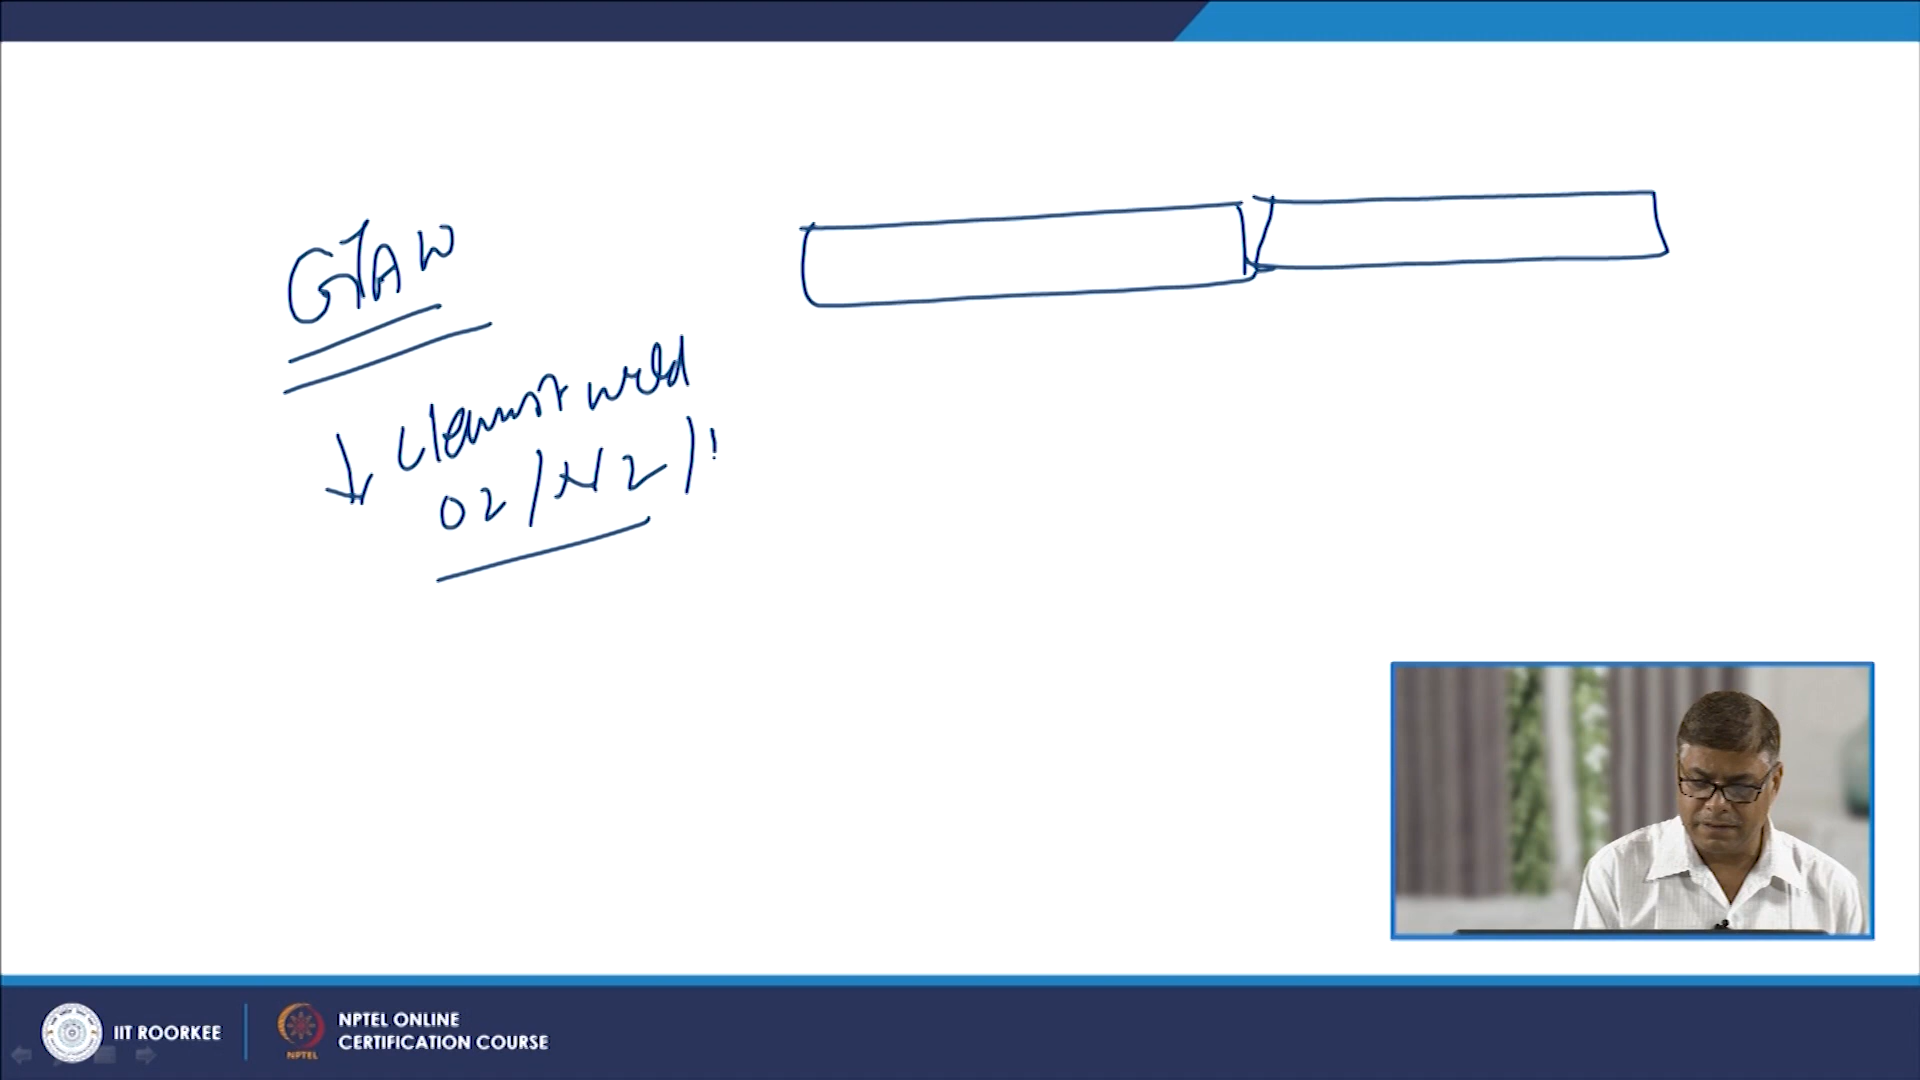 GTAW
cleanest weld
O2/N2/
IIT ROORKEE
NPTEL
NPTEL ONLINE
CERTIFICATION COURSE